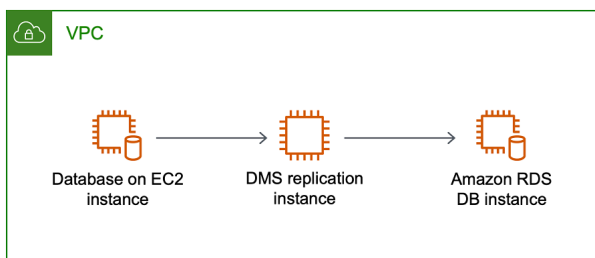 VPC
Database on EC2
instance
DMS replication
instance
Amazon RDS
DB instance